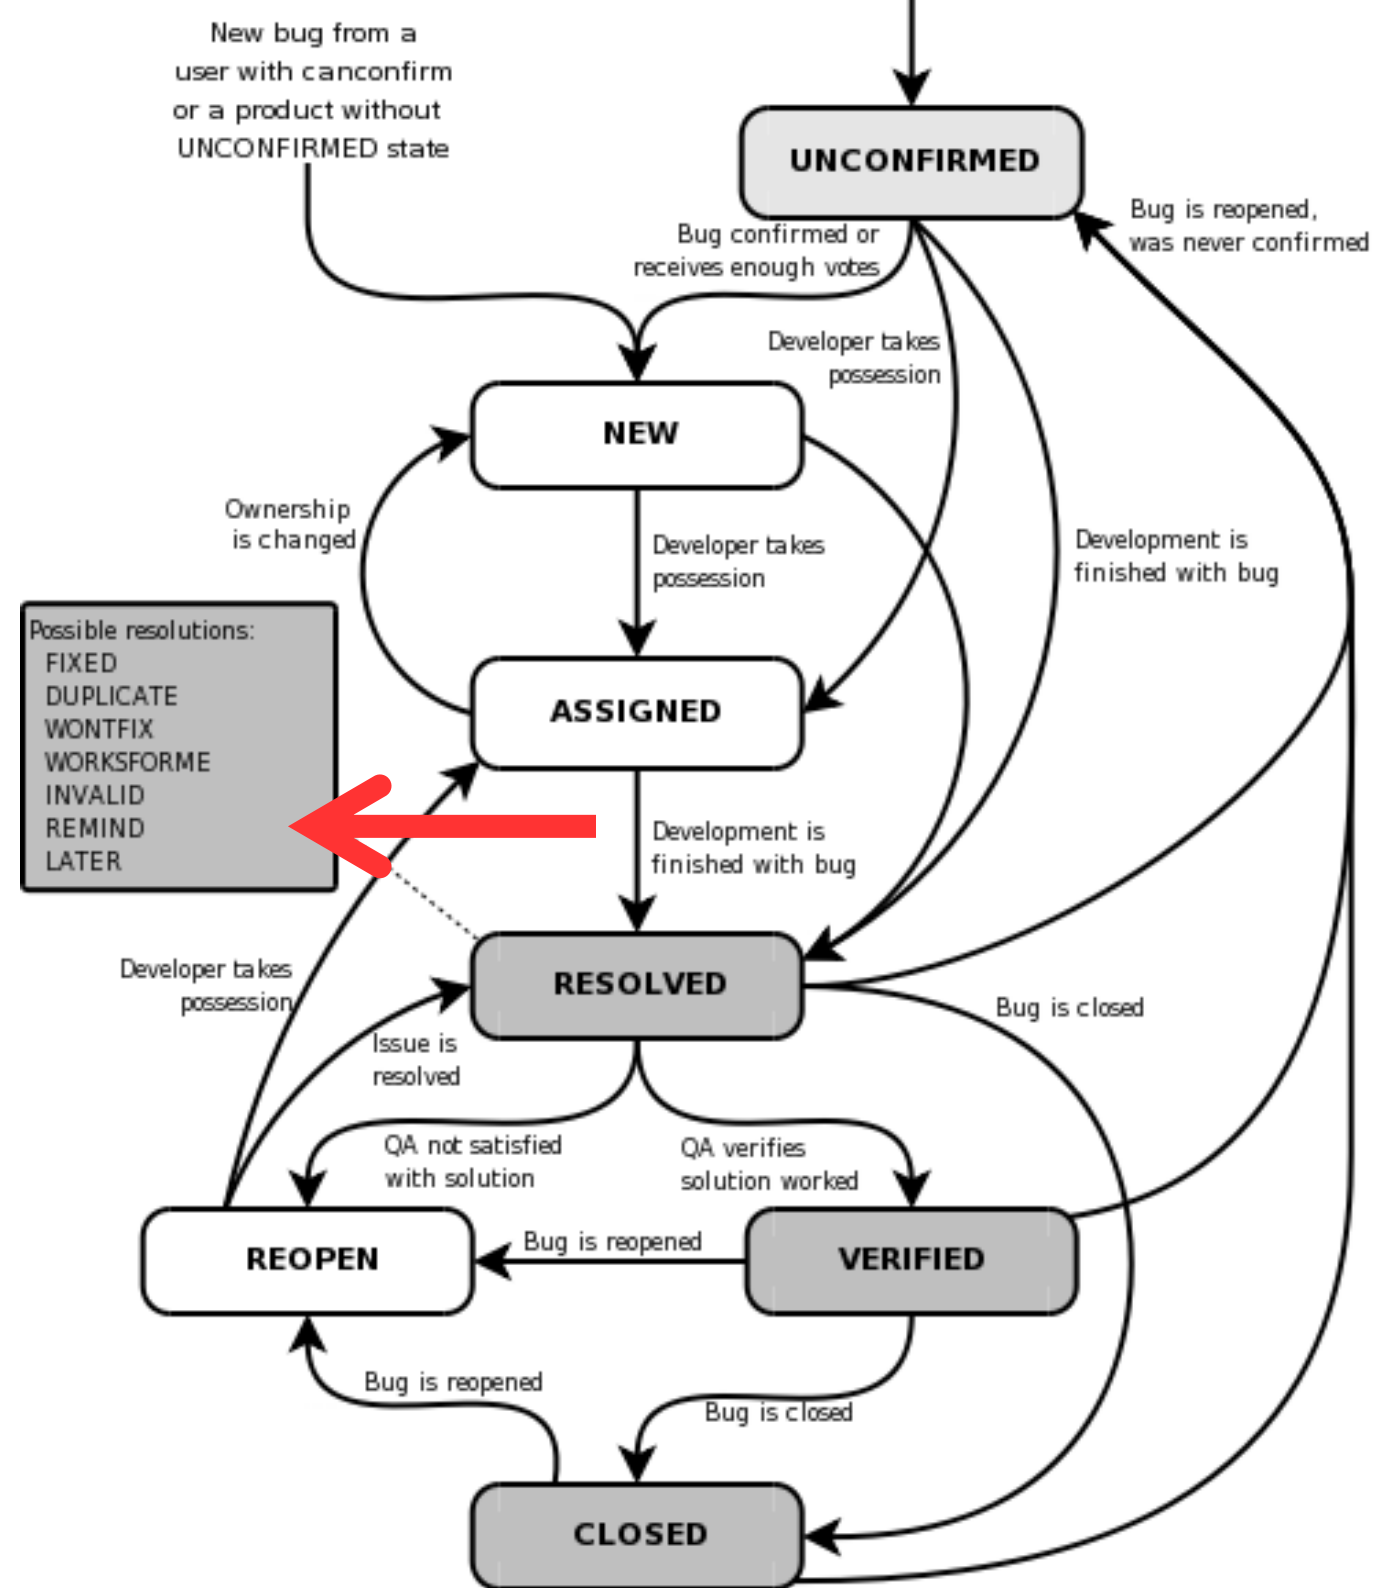 New bug from a
user with canconfirm
or a product without
UNCONFIRMED state
UNCONFIRMED
Bug is reopened,
was never confirmed
Bug confirmed or
receives enough votes
Developer takes
possession
NEW
Ownership
is changed
Developer takes
possession
Development is
finished with bug
Possible resolutions:
FIXED
DUPLICATE
WONTFIX
WORKSFORME
INVALID
REMIND
LATER
ASSIGNED
Development is
finished with bug
Developer takes
possession
RESOLVED
Bug is closed
Issue is
resolved
QA not satisfied
with solution
QA verifies
solution worked
REOPEN
Bug is reopened
VERIFIED
Bug is reopened
Bug is closed
CLOSED